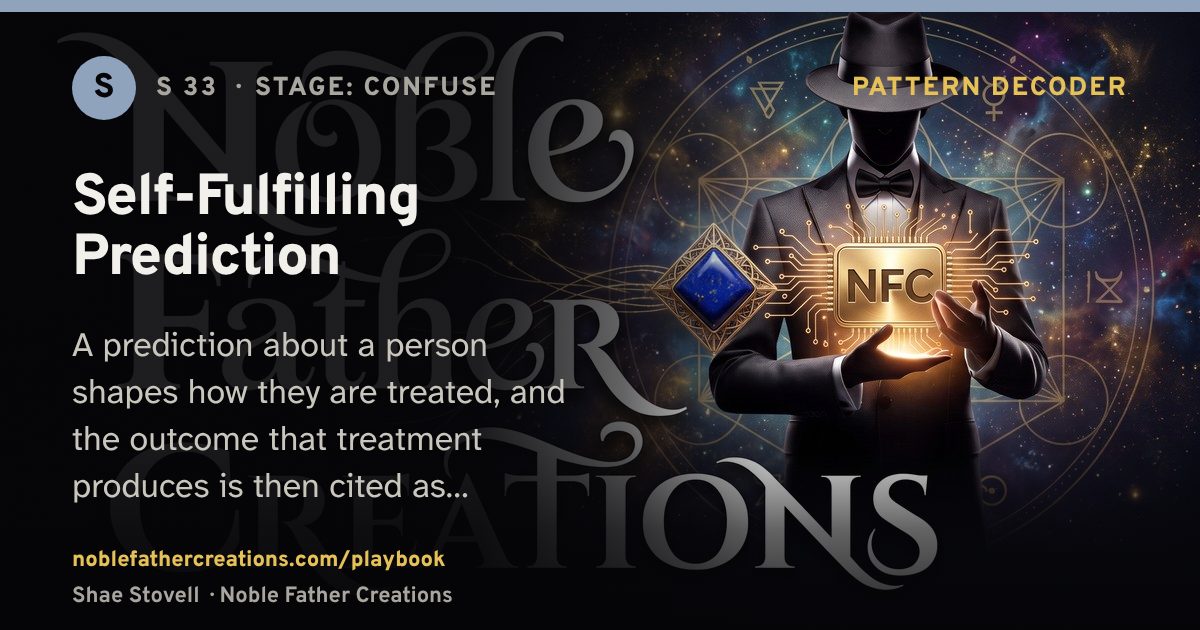 S
S 33 · STAGE: CONFUSE
PATTERN DECODER
Self-Fulfilling
Prediction
A prediction about a person
shapes how they are treated, and
the outcome that treatment
produces is then cited as...
noblefathercreations.com/playbook
Shae Stovell · Noble Father Creations
NFC
Noble
Father
Creations